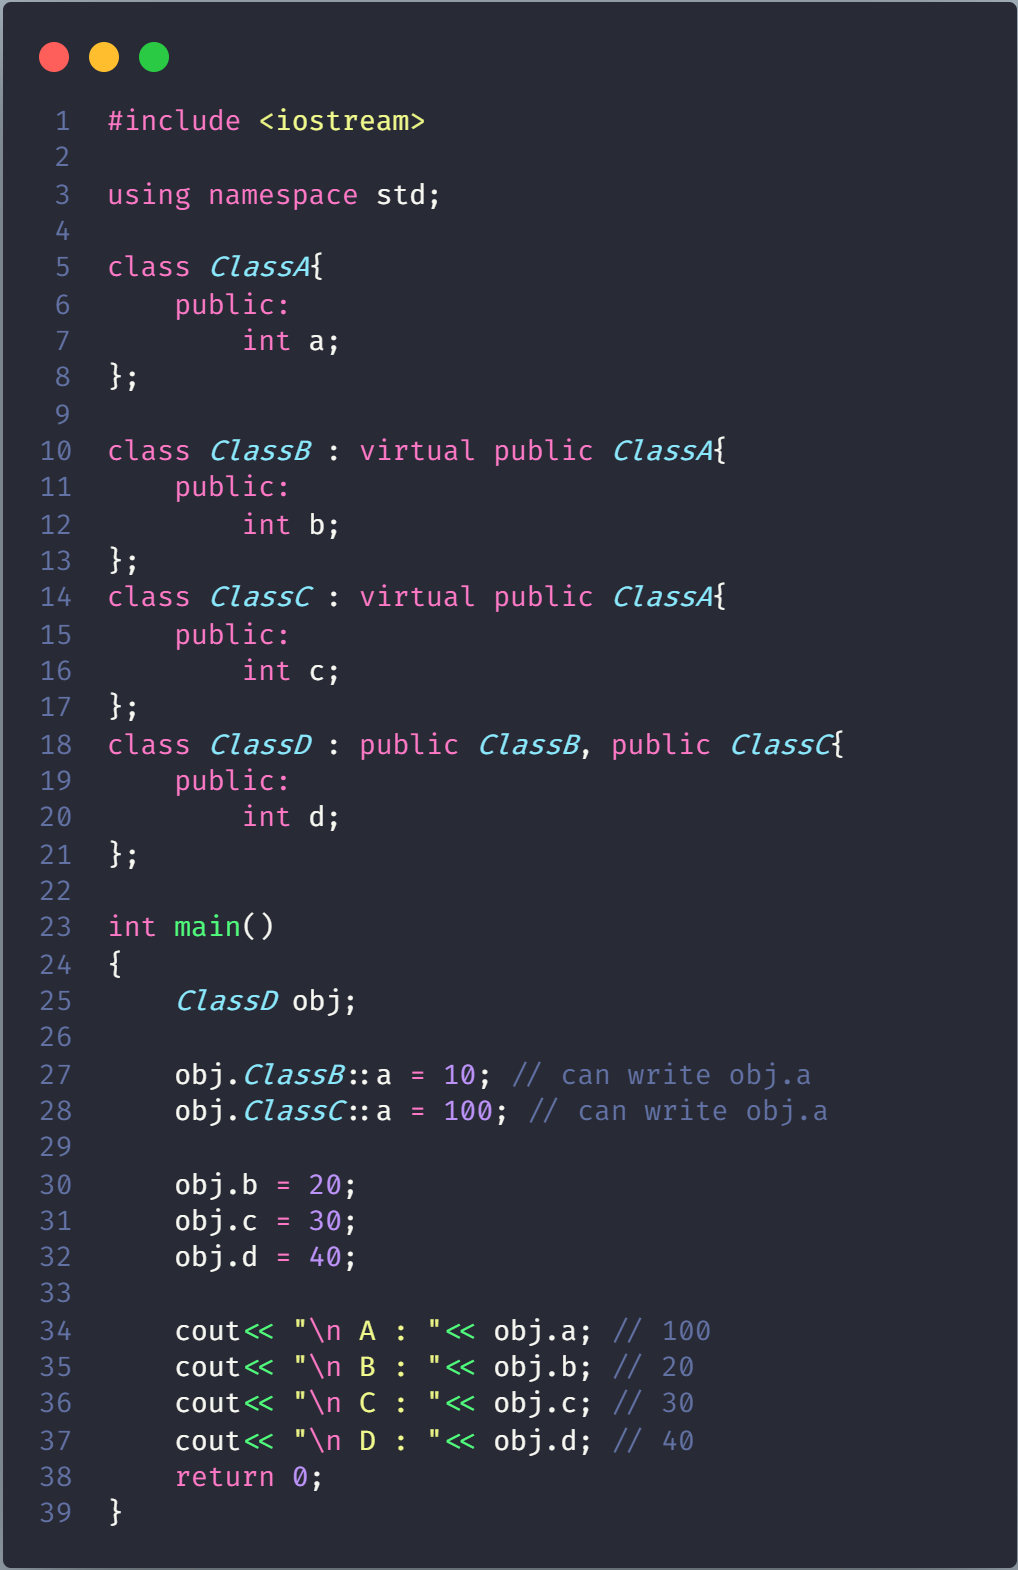 1 #include <iostream>
2
3 using namespace std;
4
5 class ClassA{
6     public:
7         int a;
8 };
9
10 class ClassB : virtual public ClassA{
11     public:
12         int b;
13 };
14 class ClassC : virtual public ClassA{
15     public:
16         int c;
17 };
18 class ClassD : public ClassB, public ClassC{
19     public:
20         int d;
21 };
22
23 int main()
24 {
25     ClassD obj;
26
27     obj.ClassB::a = 10; // can write obj.a
28     obj.ClassC::a = 100; // can write obj.a
29
30     obj.b = 20;
31     obj.c = 30;
32     obj.d = 40;
33
34     cout<< "\n A : "<< obj.a; // 100
35     cout<< "\n B : "<< obj.b; // 20
36     cout<< "\n C : "<< obj.c; // 30
37     cout<< "\n D : "<< obj.d; // 40
38     return 0;
39 }